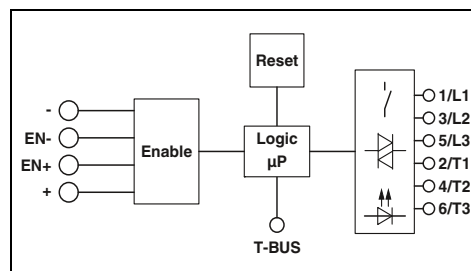 Reset
-
EN-
EN+
+
Enable
Logic
µP
T-BUS
1/L1
3/L2
5/L3
2/T1
4/T2
6/T3